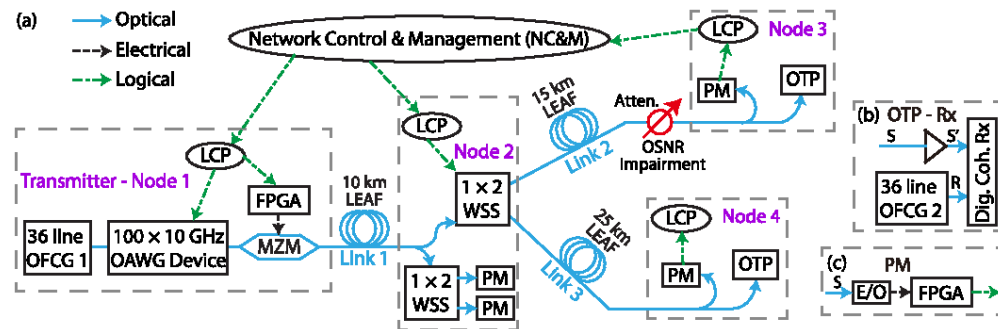 (a)
Optical
Electrical
Logical
Network Control & Management (NC&M)
LCP
Node 3
PM
OTP
15 km
LEAF
Link 2
Atten.
OSNR
Impairment
(b) OTP - Rx
S
S'
36 line
OFCG 2
R
Dig. Coh. Rx
LCP
Node 2
1 × 2
WSS
LCP
Transmitter - Node 1
FPGA
36 line
OFCG 1
100 × 10 GHz
OAWG Device
MZM
10 km
LEAF
Link 1
1 × 2
WSS
PM
PM
25 km
LEAF
Link 3
LCP
Node 4
PM
OTP
(c) PM
S
E/O
FPGA